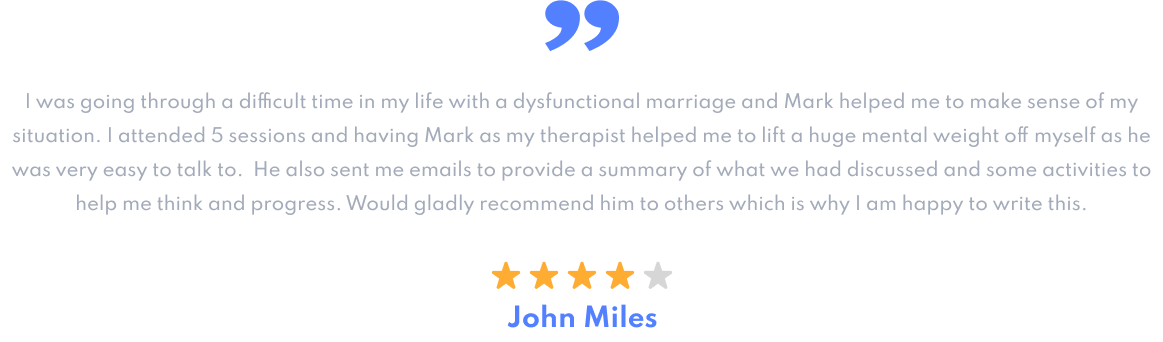 ”
I was going through a difficult time in my life with a dysfunctional marriage and Mark helped me to make sense of my
situation. I attended 5 sessions and having Mark as my therapist helped me to lift a huge mental weight off myself as he
was very easy to talk to.  He also sent me emails to provide a summary of what we had discussed and some activities to
help me think and progress. Would gladly recommend him to others which is why I am happy to write this.
John Miles